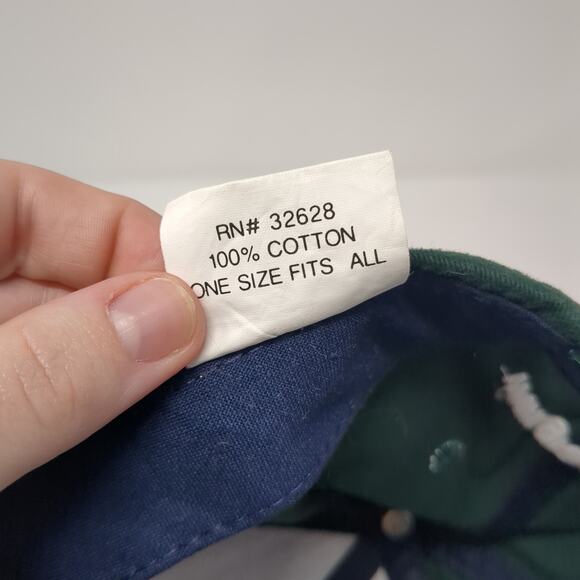 RN# 32628
100% COTTON
ONE SIZE FITS ALL